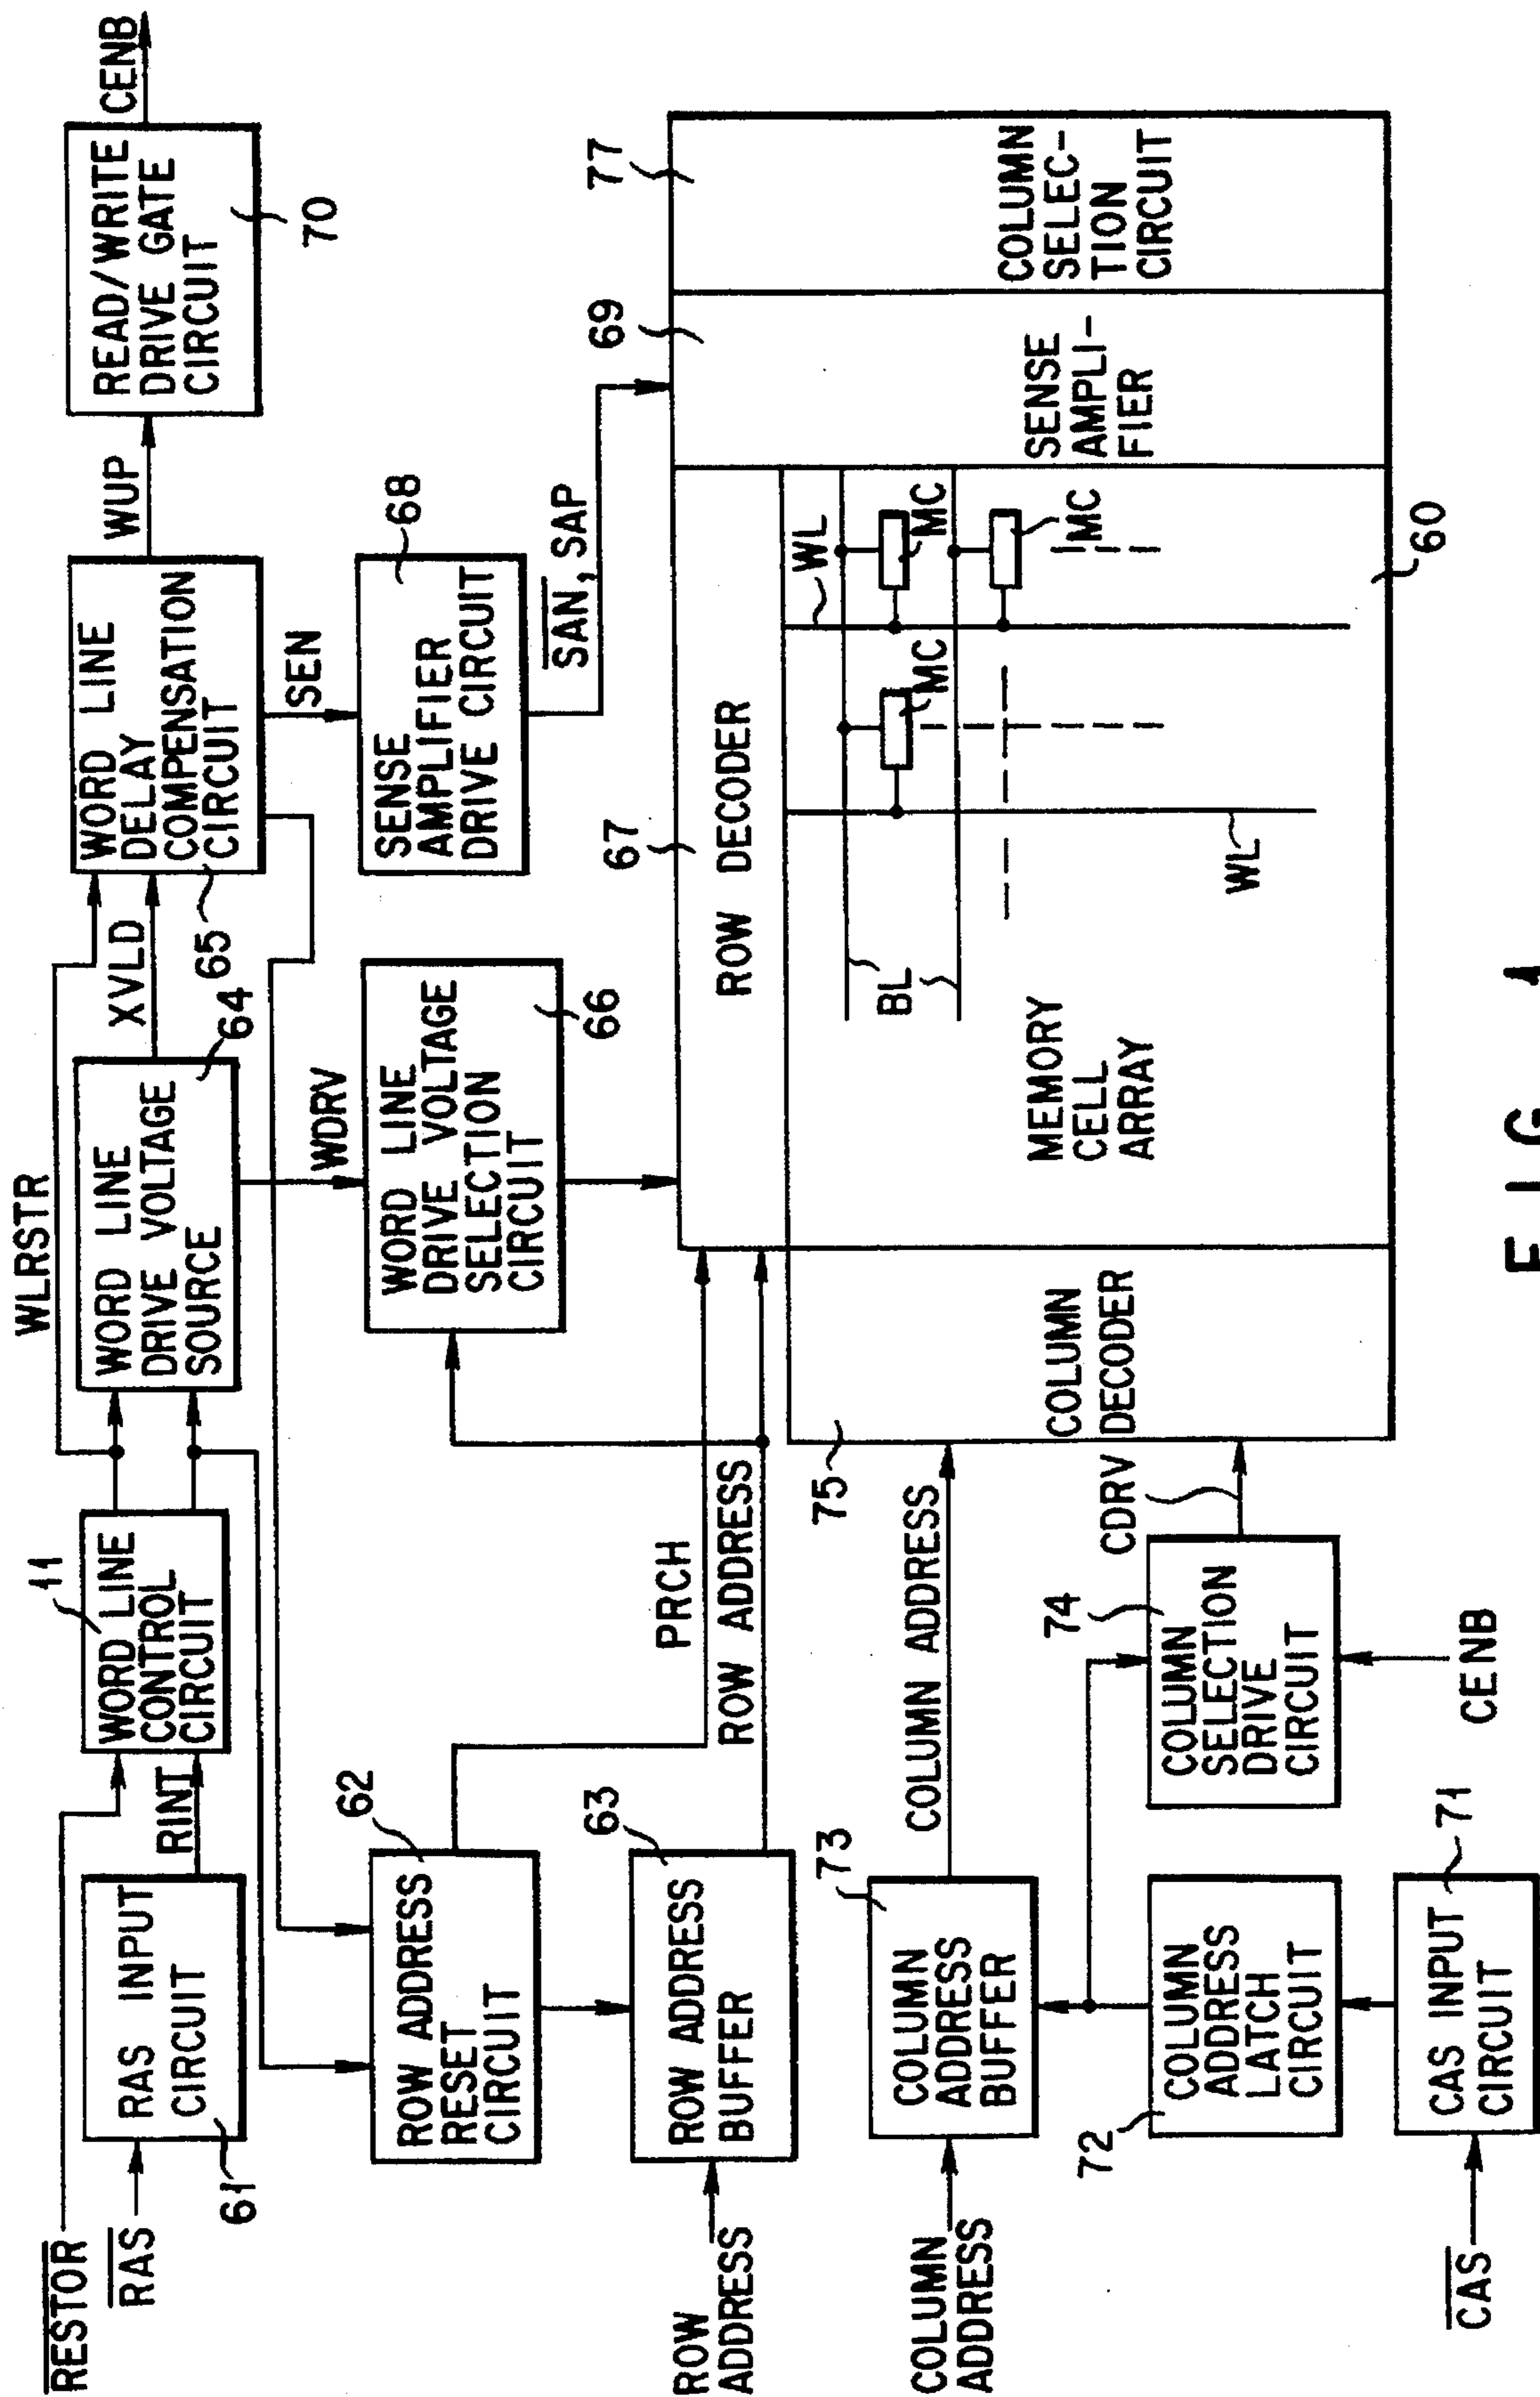 RESTOR
RAS
61
RAS INPUT
CIRCUIT
RINT
11
WORD LINE
CONTROL
CIRCUIT
WLRSTR
WORD LINE
DRIVE VOLTAGE
SOURCE
64
XVLD
65
WORD LINE
DELAY
COMPENSATION
CIRCUIT
WUP
READ/WRITE
DRIVE GATE
CIRCUIT
70
CENB
62
ROW ADDRESS
RESET
CIRCUIT
WDRV
WORD LINE
DRIVE VOLTAGE
SELECTION
CIRCUIT
66
SEN
68
SENSE
AMPLIFIER
DRIVE CIRCUIT
SAN, SAP
ROW
ADDRESS
63
ROW ADDRESS
BUFFER
PRCH
ROW ADDRESS
67
ROW DECODER
69
SENSE
AMPLI-
FIER
77
COLUMN
SELEC-
TION
CIRCUIT
WL
MC
MC
MC
BL
WL
MEMORY
CELL
ARRAY
60
COLUMN
ADDRESS
73
COLUMN
ADDRESS
BUFFER
COLUMN ADDRESS
75
COLUMN
DECODER
72
COLUMN
ADDRESS
LATCH
CIRCUIT
74
COLUMN
SELECTION
DRIVE
CIRCUIT
CDRV
CENB
CAS
CAS INPUT
CIRCUIT
71